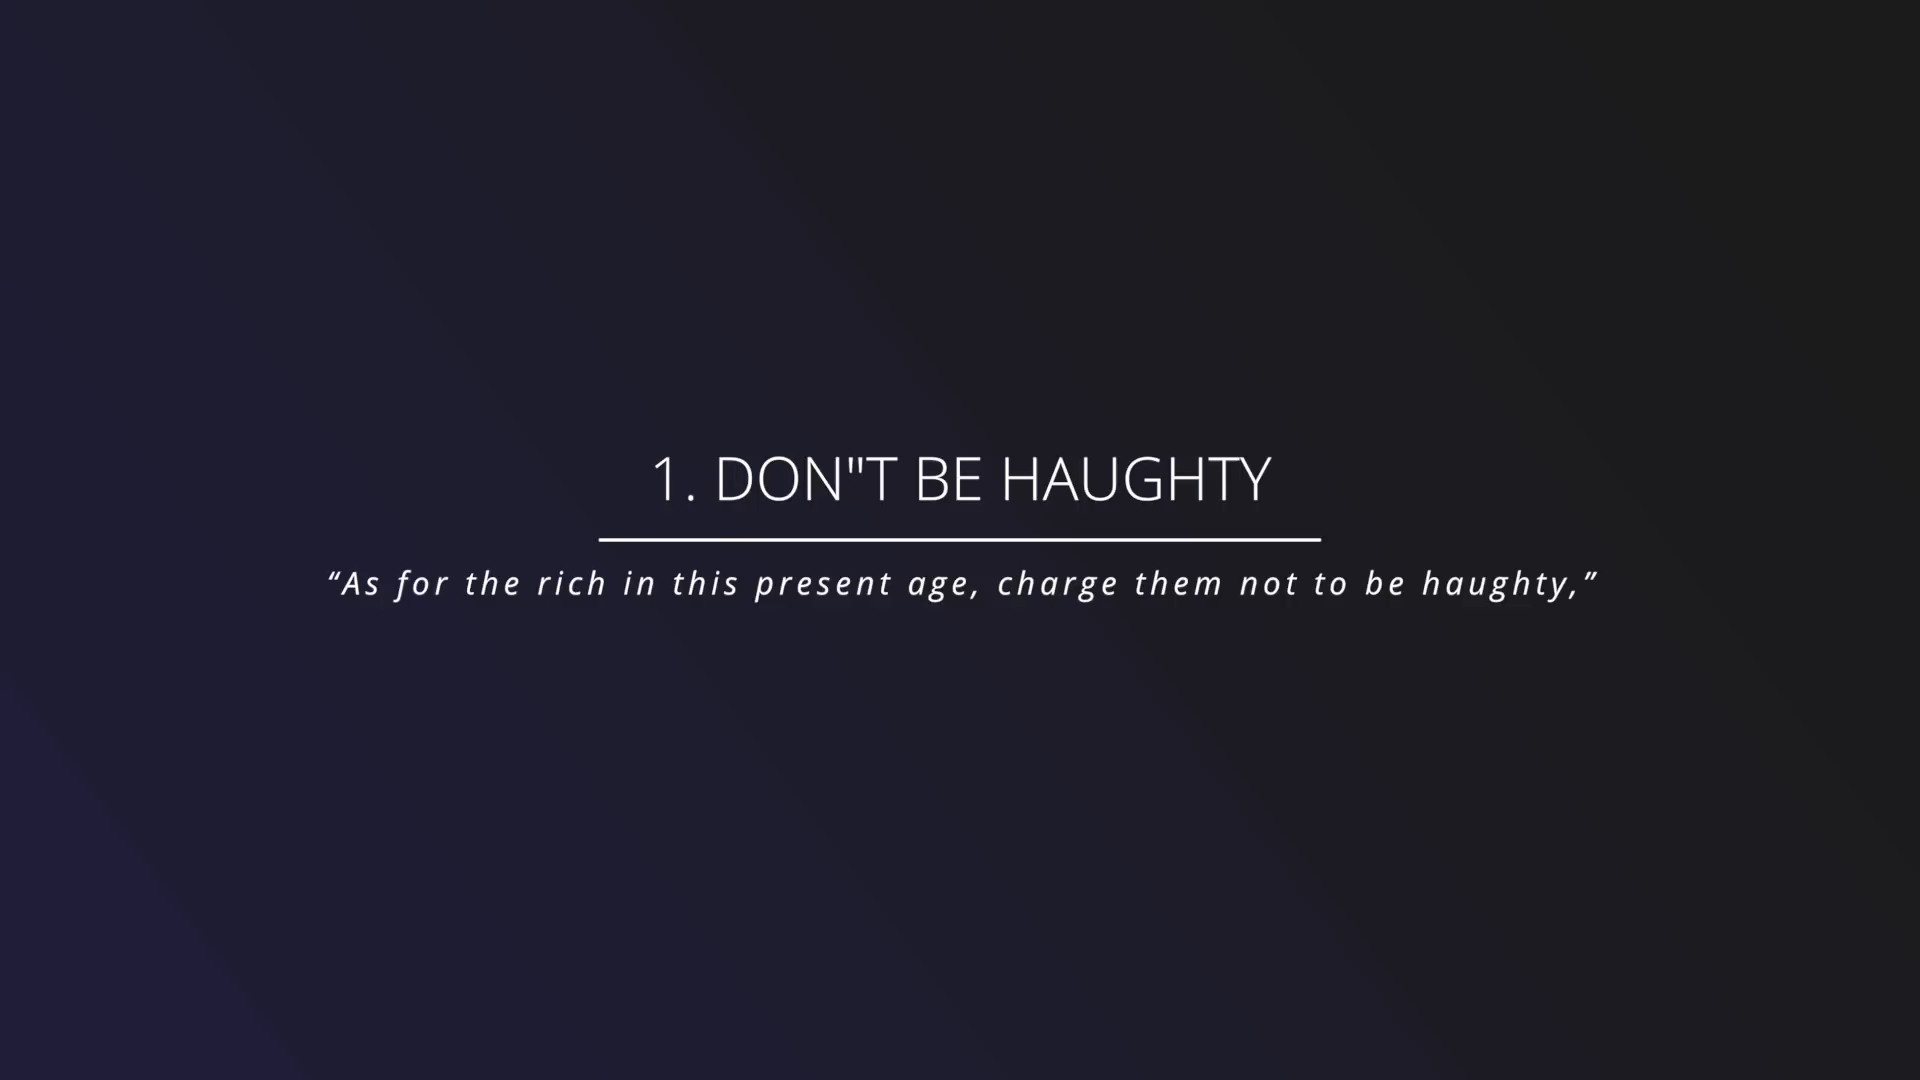 1. DON"T BE HAUGHTY
“As for the rich in this present age, charge them not to be haughty,”